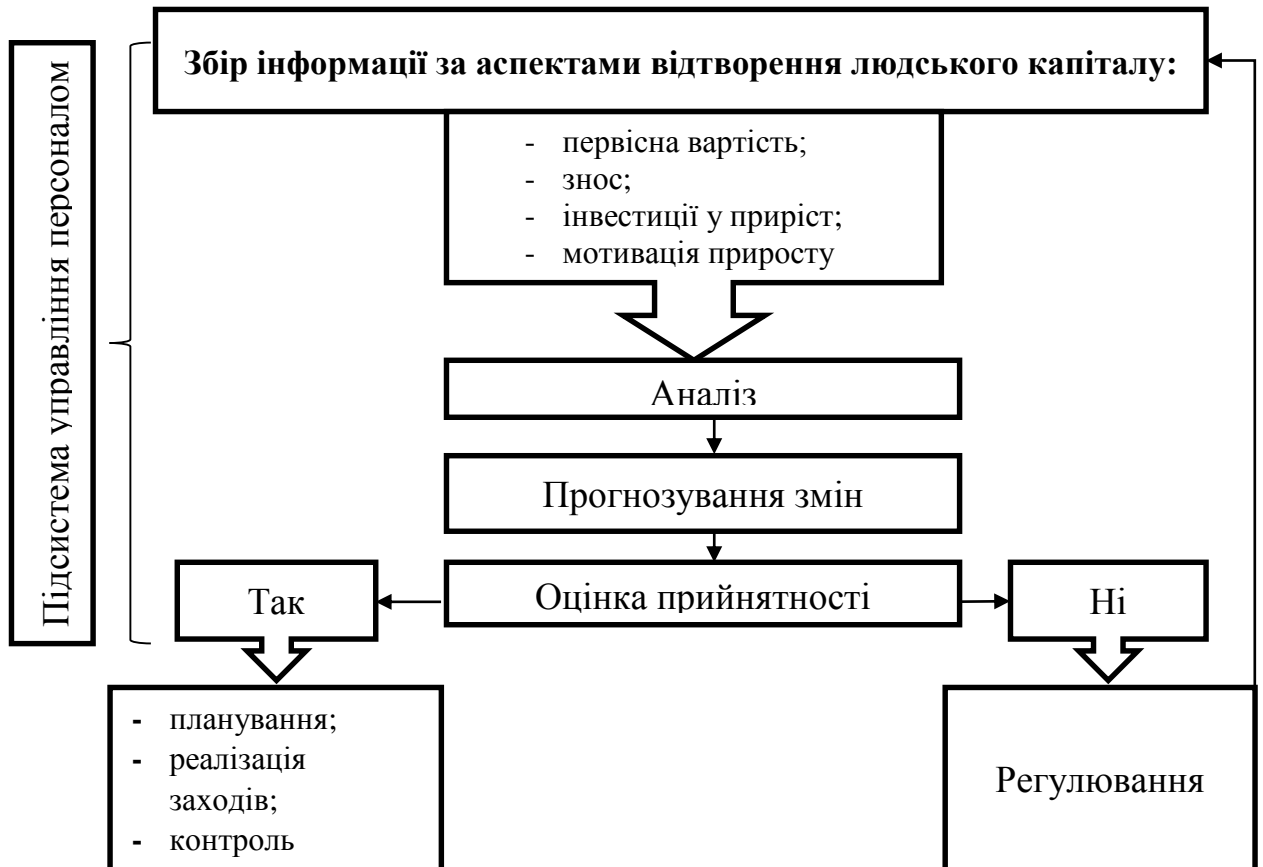 Підсистема управління персоналом
Збір інформації за аспектами відтворення людського капіталу:
- первісна вартість;
- знос;
- інвестиції у приріст;
- мотивація приросту
Аналіз
Прогнозування змін
Так
Оцінка прийнятності
Ні
- планування;
- реалізація
заходів;
- контроль
Регулювання